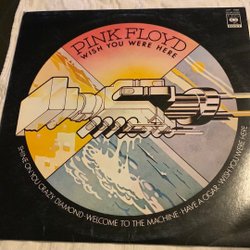 PINK FLOYD
WISH YOU WERE HERE
SHINE ON YOU CRAZY DIAMOND · WELCOME TO THE MACHINE · HAVE A CIGAR · WISH YOU WERE HERE